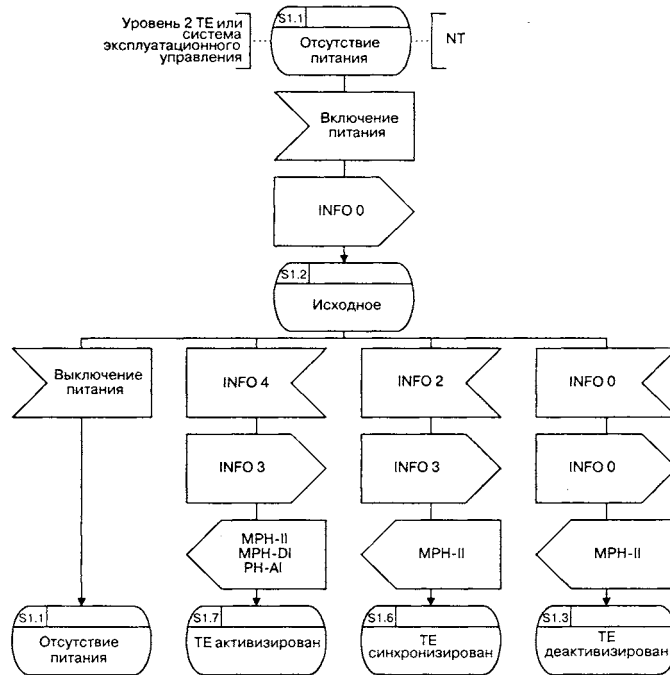 Уровень 2 ТЕ или
система
эксплуатационного
управления
S1.1
Отсутствие
питания
NT
Включение
питания
INFO 0
S1.2
Исходное
Выключение
питания
INFO 4
INFO 2
INFO 0
INFO 3
INFO 3
INFO 0
MPH-II
MPH-DI
PH-AI
MPH-II
MPH-II
S1.1
Отсутствие
питания
S1.7
ТЕ активизирован
S1.6
ТЕ
синхронизирован
S1.3
ТЕ
деактивизирован